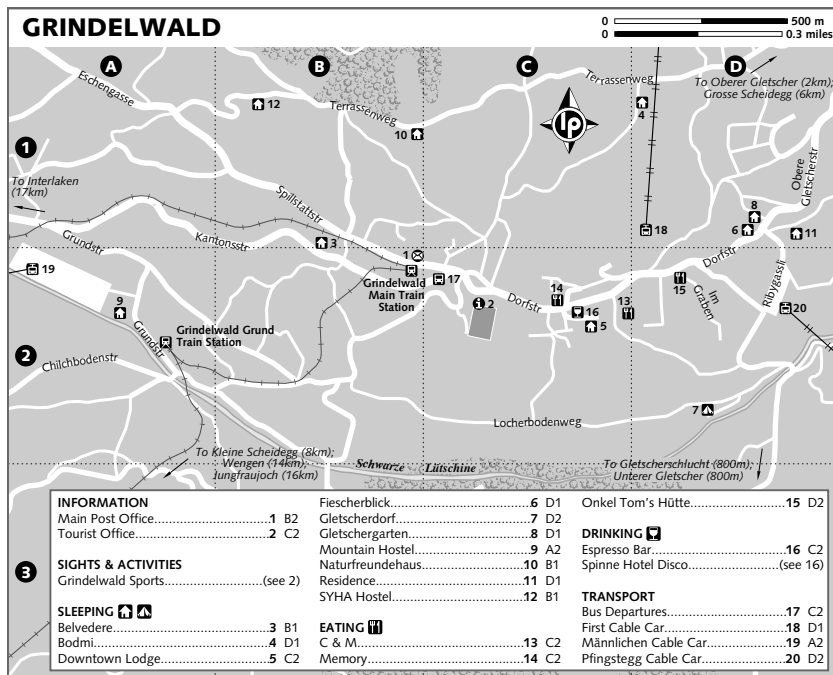 GRINDELWALD
0 500 m
0 0.3 miles
A
B
C
D
Eschengasse
12
Terrassenweg
10
Terrassenweg
4
To Oberer Gletscher (2km);
Grosse Scheidegg (6km)
lp
1
To Interlaken
(17km)
Obere
Gletscherstr
8
6
11
18
Spillstattstr
3
Kantonsstr
Grundstr
1
19
Grindelwald
Main Train
Station
17
2
Dorfstr
14
16
5
13
15
Dorfstr
Im
Graben
Rybigässli
20
9
Grundstr
Grindelwald Grund
Train Station
2
Chilchbodenstr
7
Locherbodenweg
To Kleine Scheidegg (8km);
Wengen (14km);
Jungfraujoch (16km)
Schwarze Lütschine
To Gletscherschlucht (800m);
Unterer Gletscher (800m)
3
INFORMATION
Main Post Office 1 B2
Tourist Office 2 C2
SIGHTS & ACTIVITIES
Grindelwald Sports (see 2)
SLEEPING
Belvedere 3 B1
Bodmi 4 D1
Downtown Lodge 5 C2
Fiescherblick 6 D1
Gletscherdorf 7 D2
Gletschergarten 8 D1
Mountain Hostel 9 A2
Naturfreundehaus 10 B1
Residence 11 D1
SYHA Hostel 12 B1
EATING
C & M 13 C2
Memory 14 C2
Onkel Tom's Hütte 15 D2
DRINKING
Espresso Bar 16 C2
Spinne Hotel Disco (see 16)
TRANSPORT
Bus Departures 17 C2
First Cable Car 18 D1
Männlichen Cable Car 19 A2
Pfingstegg Cable Car 20 D2